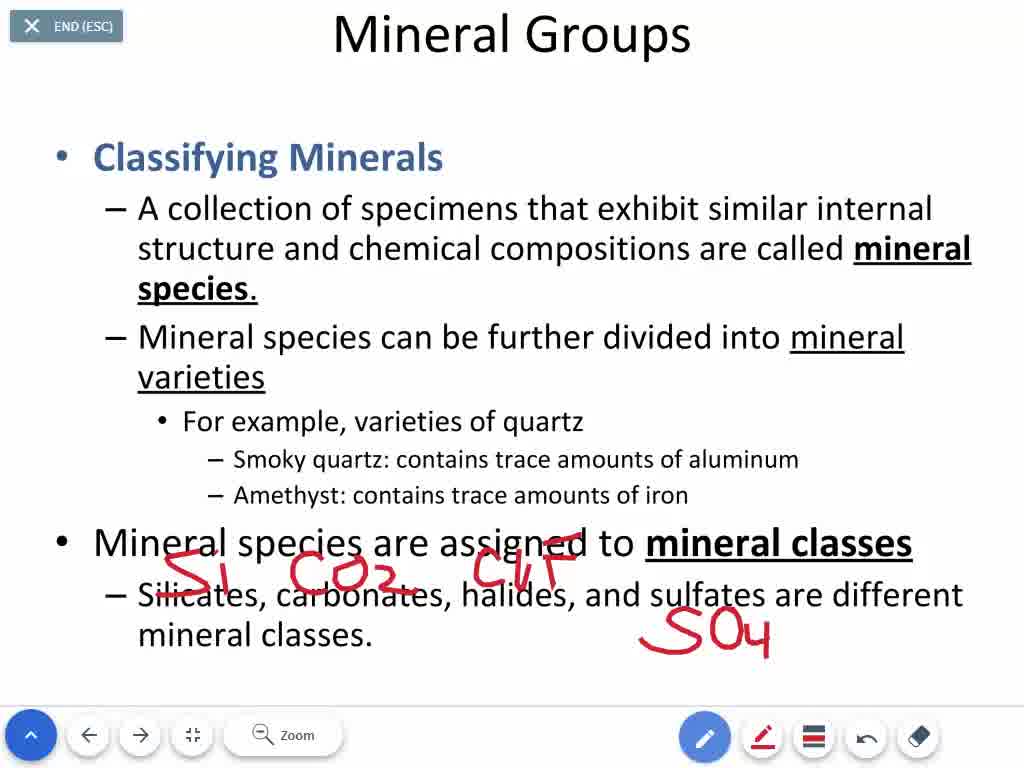 END (ESC)
Mineral Groups
• Classifying Minerals
– A collection of specimens that exhibit similar internal
structure and chemical compositions are called mineral
species.
– Mineral species can be further divided into mineral
varieties
• For example, varieties of quartz
– Smoky quartz: contains trace amounts of aluminum
– Amethyst: contains trace amounts of iron
• Mineral species are assigned to mineral classes
Si CO2
– Silicates, carbonates, halides, and sulfates are different
mineral classes.
SO4
Zoom